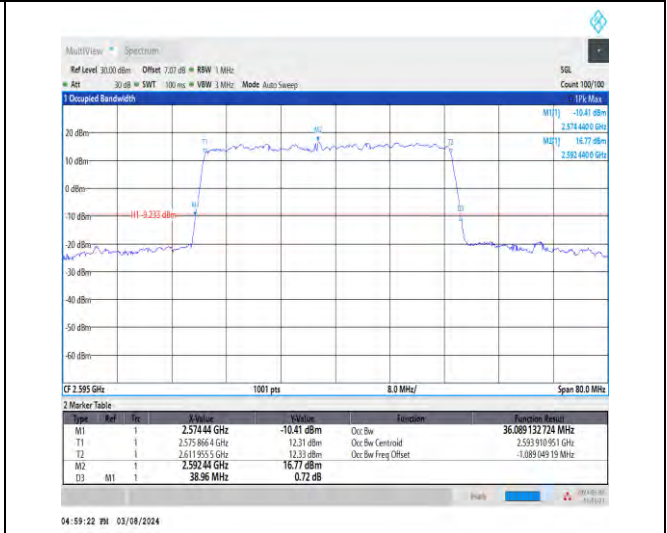 MultiView Spectrum
Ref Level 30.00 dBm Offset 7.07 dB RBW 1 MHz SGL
Att 30 dB SWT 100 ms VBW 3 MHz Mode Auto Sweep Count 100/100
1 Occupied Bandwidth 1Pk Max
M1[1] -10.41 dBm
2.574 4400 GHz
M2[1] 16.77 dBm
2.592 4400 GHz
20 dBm
M2
T1
T2
10 dBm
0 dBm
M1
D3
-10 dBm
H1 -9.233 dBm
-20 dBm
-30 dBm
-40 dBm
-50 dBm
-60 dBm
CF 2.595 GHz 1001 pts 8.0 MHz/ Span 80.0 MHz
2 Marker Table
Type Ref Trc X-Value Y-Value Function Function Result
M1 1 2.574 44 GHz -10.41 dBm Occ Bw 36.089 132 724 MHz
T1 1 2.575 866 4 GHz 12.31 dBm Occ Bw Centroid 2.593 910 951 GHz
T2 1 2.611 955 5 GHz 12.33 dBm Occ Bw Freq Offset -1.089 049 19 MHz
M2 1 2.592 44 GHz 16.77 dBm
D3 M1 1 38.96 MHz 0.72 dB
04:59:22 PM 03/08/2024